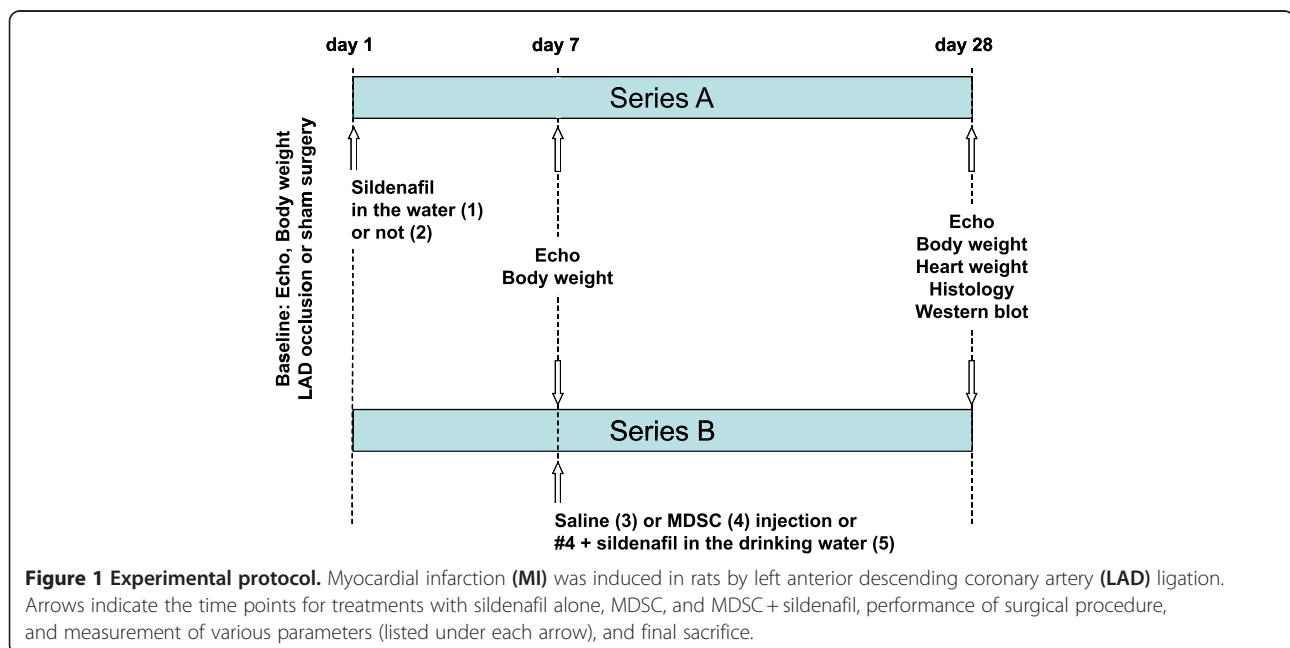 day 1
day 7
day 28
Series A
Baseline: Echo, Body weight
LAD occlusion or sham surgery
Sildenafil
in the water (1)
or not (2)
Echo
Body weight
Echo
Body weight
Heart weight
Histology
Western blot
Series B
Saline (3) or MDSC (4) injection or
#4 + sildenafil in the drinking water (5)
Figure 1 Experimental protocol. Myocardial infarction (MI) was induced in rats by left anterior descending coronary artery (LAD) ligation.
Arrows indicate the time points for treatments with sildenafil alone, MDSC, and MDSC + sildenafil, performance of surgical procedure,
and measurement of various parameters (listed under each arrow), and final sacrifice.